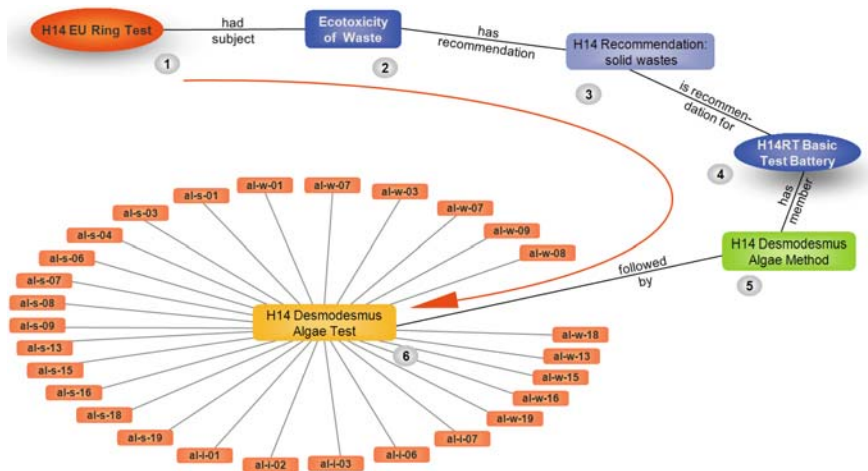 H14 EU Ring Test
had
subject
Ecotoxicity
of Waste
has
recommendation
H14 Recommendation:
solid wastes
1
2
3
is recommen-
dation for
H14RT Basic
Test Battery
4
has
member
H14 Desmodesmus
Algae Method
5
followed
by
H14 Desmodesmus
Algae Test
6
al-w-01
al-w-07
al-w-03
al-w-07
al-w-09
al-w-08
al-s-01
al-s-03
al-s-04
al-s-06
al-s-07
al-s-08
al-s-09
al-s-13
al-s-15
al-s-16
al-s-18
al-s-19
al-i-01
al-i-02
al-i-03
al-i-06
al-i-07
al-w-19
al-w-16
al-w-15
al-w-13
al-w-18